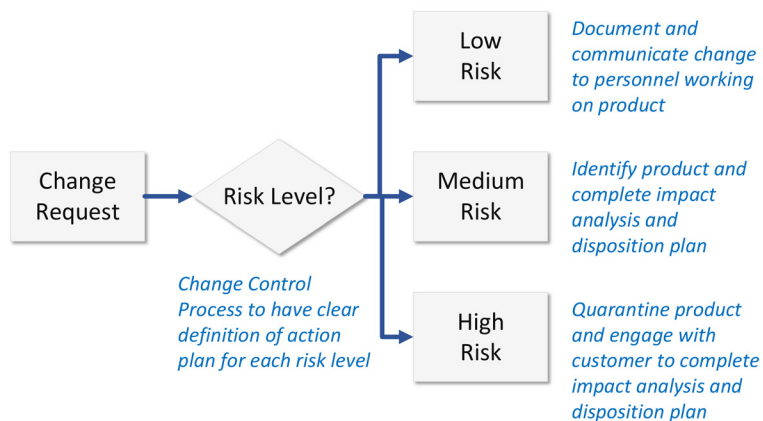 Change
Request
Risk Level?
Change Control
Process to have clear
definition of action
plan for each risk level
Low
Risk
Document and
communicate change
to personnel working
on product
Medium
Risk
Identify product and
complete impact
analysis and
disposition plan
High
Risk
Quarantine product
and engage with
customer to complete
impact analysis and
disposition plan